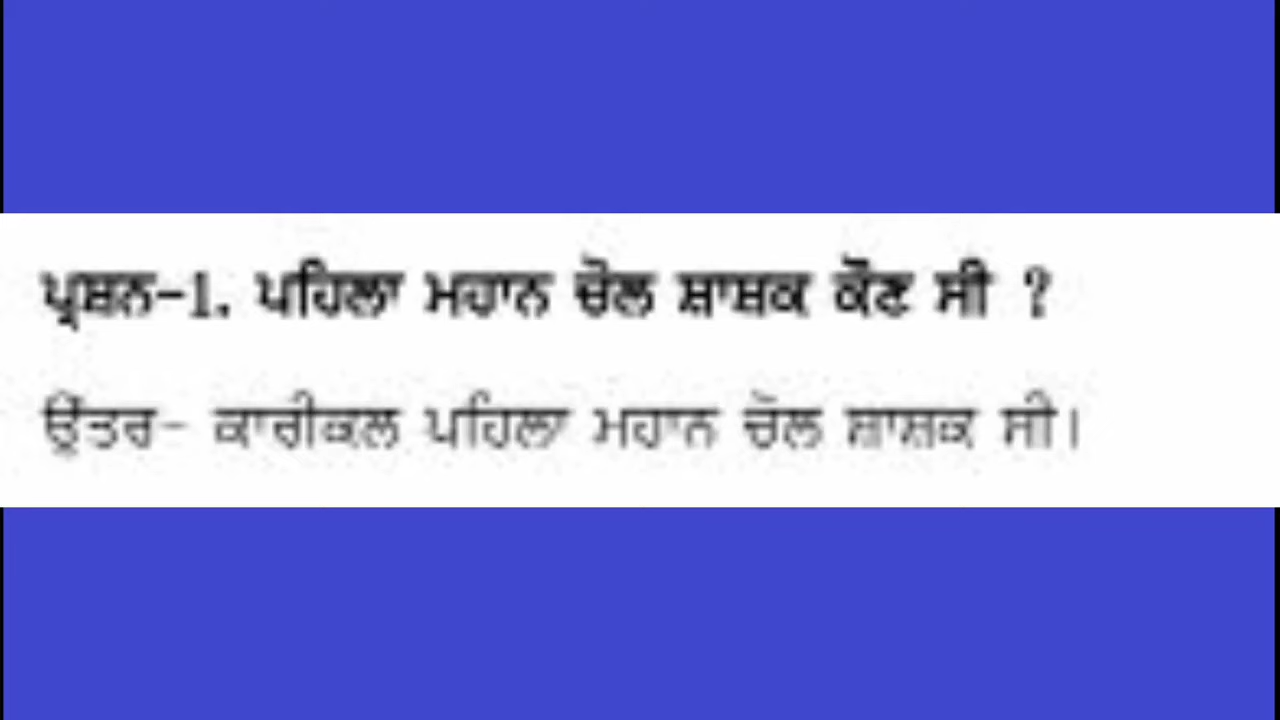 ਪ੍ਰਸ਼ਨ-1. ਪਹਿਲਾ ਮਹਾਨ ਚੋਲ ਸ਼ਾਸ਼ਕ ਕੌਣ ਸੀ ?
ਉੱਤਰ- ਕਾਰੀਕਲ ਪਹਿਲਾ ਮਹਾਨ ਚੋਲ ਸ਼ਾਸ਼ਕ ਸੀ।